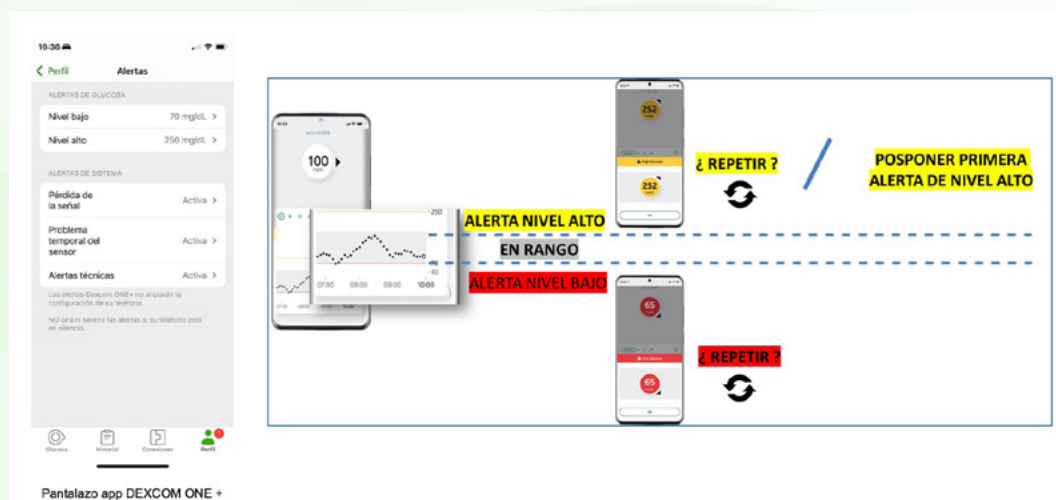 16:36
Perfil
Alertas
ALERTAS DE GLUCOSA
Nivel bajo 70 mg/dL
Nivel alto 250 mg/dL
ALERTAS DE SISTEMA
Pérdida de
la señal
Activa
Problema
temporal del
sensor
Activa
Alertas técnicas Activa
Las alertas Dexcom ONE+ no anularán la
configuración de su teléfono.
NO oirá ni sentirá las alertas si su teléfono está
en silencio.
Glucosa Material Conexiones Perfil
Pantalazo app DEXCOM ONE +
100
250
70
07:00 08:00 09:00 10:00
ALERTA NIVEL ALTO
EN RANGO
ALERTA NIVEL BAJO
252
252
¿ REPETIR ?
POSPONER PRIMERA
ALERTA DE NIVEL ALTO
65
65
¿ REPETIR ?